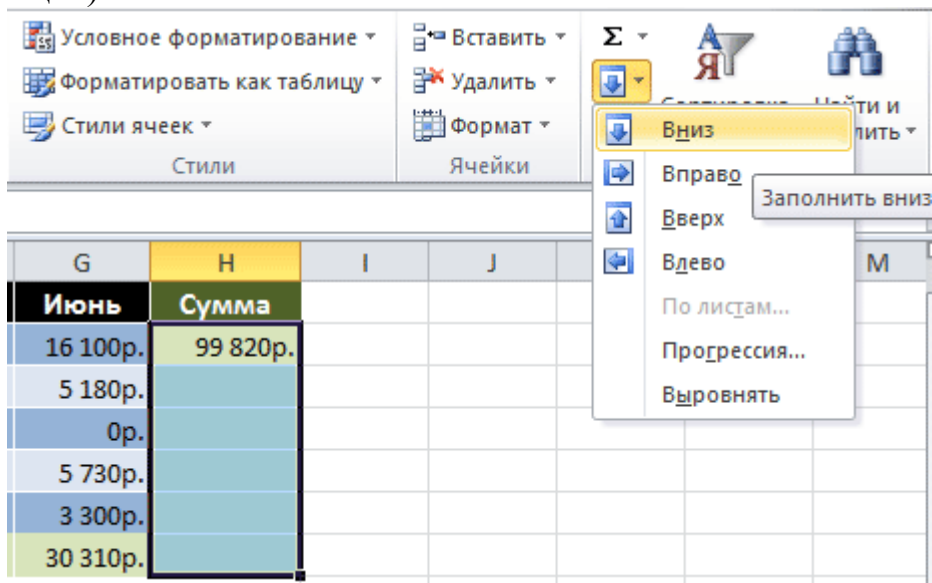 Условное форматирование
Форматировать как таблицу
Стили ячеек
Стили
Вставить
Удалить
Формат
Ячейки
Σ
А
Я
и
Вниз
Вправо
Вверх
Влево
По листам...
Прогрессия...
Выровнять
Заполнить вниз
G H I J M
Июнь Сумма
16 100р. 99 820р.
5 180р.
0р.
5 730р.
3 300р.
30 310р.